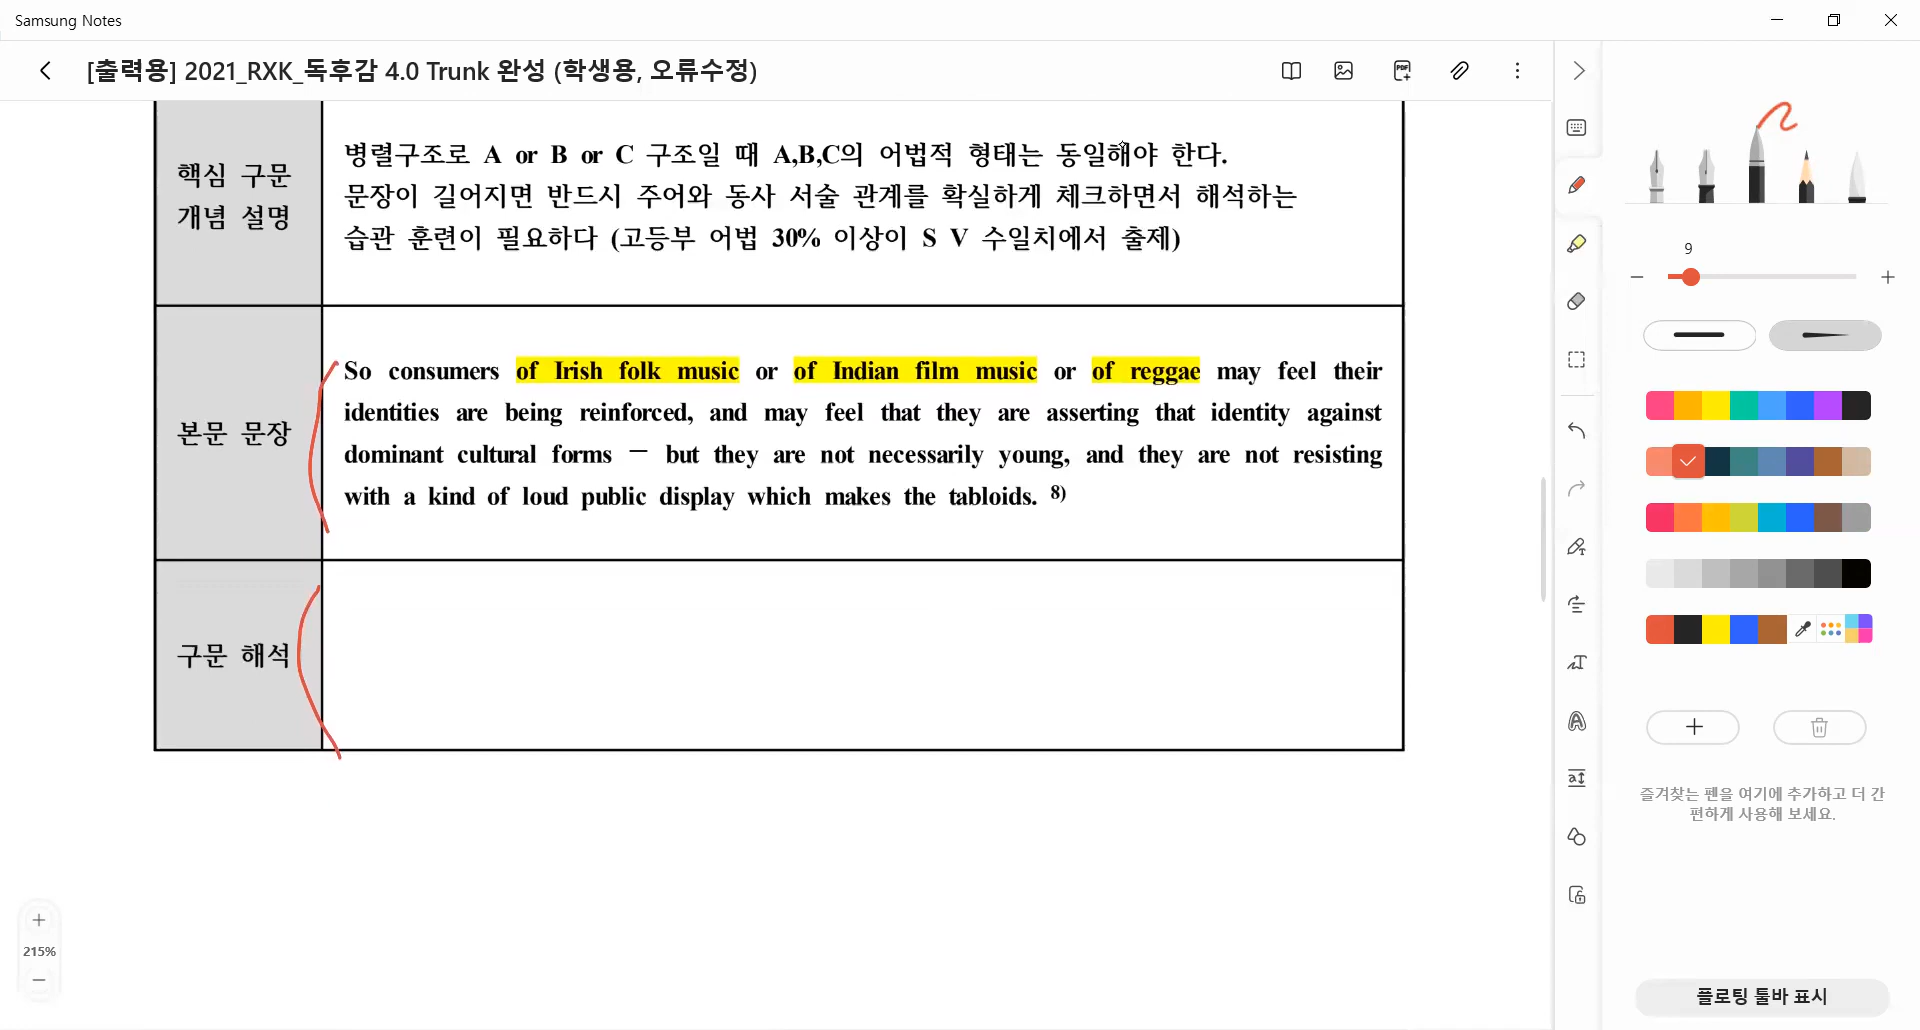 Samsung Notes
[출력용] 2021_RXK_독후감 4.0 Trunk 완성 (학생용, 오류수정)
PDF
핵심 구문
개념 설명
병렬구조로 A or B or C 구조일 때 A,B,C의 어법적 형태는 동일해야 한다.
문장이 길어지면 반드시 주어와 동사 서술 관계를 확실하게 체크하면서 해석하는
습관 훈련이 필요하다 (고등부 어법 30% 이상이 S V 수일치에서 출제)
본문 문장
So consumers of Irish folk music or of Indian film music or of reggae may feel their
identities are being reinforced, and may feel that they are asserting that identity against
dominant cultural forms — but they are not necessarily young, and they are not resisting
with a kind of loud public display which makes the tabloids. 8)
구문 해석
215%
9
즐겨찾는 펜을 여기에 추가하고 더 간
편하게 사용해 보세요.
플로팅 툴바 표시